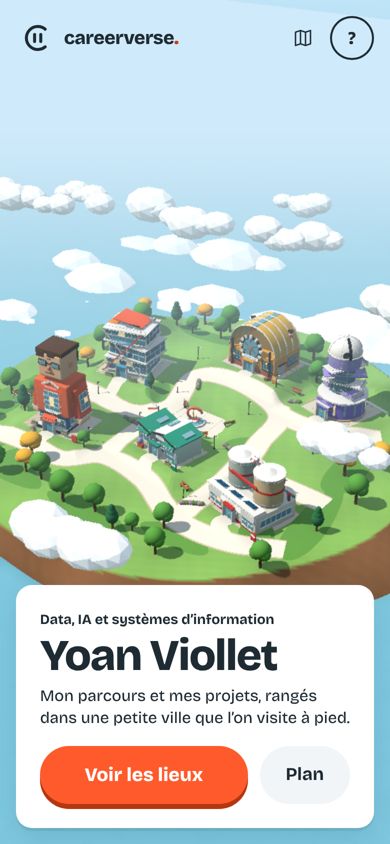 careerverse.
?
Data, IA et systèmes d’information
Yoan Viollet
Mon parcours et mes projets, rangés
dans une petite ville que l’on visite à pied.
Voir les lieux
Plan